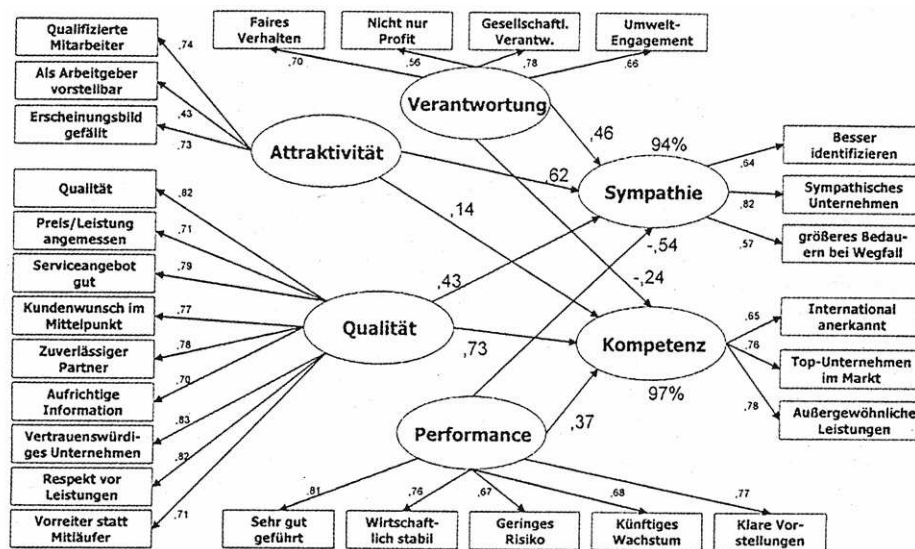 Qualifizierte
Mitarbeiter
Als Arbeitgeber
vorstellbar
Erscheinungsbild
gefällt
,74
,43
,73
Faires
Verhalten
Nicht nur
Profit
Gesellschaftl.
Verantw.
Umwelt-
Engagement
,70
,56
,78
,66
Verantwortung
Attraktivität
,46
94%
,62
Sympathie
,14
-,54
-,24
,43
Besser
identifizieren
Sympathisches
Unternehmen
größeres Bedau-
ern bei Wegfall
,64
,82
,57
Qualität
Preis/Leistung
angemessen
Serviceangebot
gut
Kundenwunsch im
Mittelpunkt
Zuverlässiger
Partner
Aufrichtige
Information
Vertrauenswürdi-
ges Unternehmen
Respekt vor
Leistungen
Vorreiter statt
Mitläufer
,82
,71
,79
,77
,78
,70
,83
,82
,71
Qualität
,73
Kompetenz
97%
,37
Performance
International
anerkannt
Top-Unternehmen
im Markt
Außergewöhnliche
Leistungen
,65
,76
,78
,81
,76
,67
,68
,77
Sehr gut
geführt
Wirtschaft-
lich stabil
Geringes
Risiko
Künftiges
Wachstum
Klare Vor-
stellungen